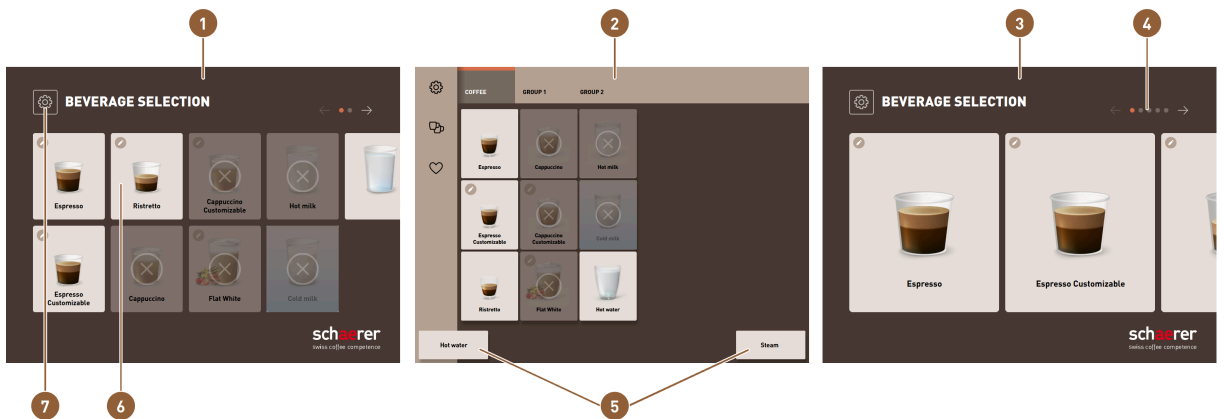 1
2
3
4
BEVERAGE SELECTION
Espresso
Ristretto
Cappuccino
Customizable
Hot milk
Espresso
Customizable
Cappuccino
Flat White
Cold milk
schaerer
swiss coffee competence
COFFEE
GROUP 1
GROUP 2
Espresso
Cappuccino
Hot milk
Espresso
Customizable
Cappuccino
Customizable
Cold milk
Ristretto
Flat White
Hot water
Hot water
Steam
BEVERAGE SELECTION
Espresso
Espresso Customizable
schaerer
swiss coffee competence
7
6
5